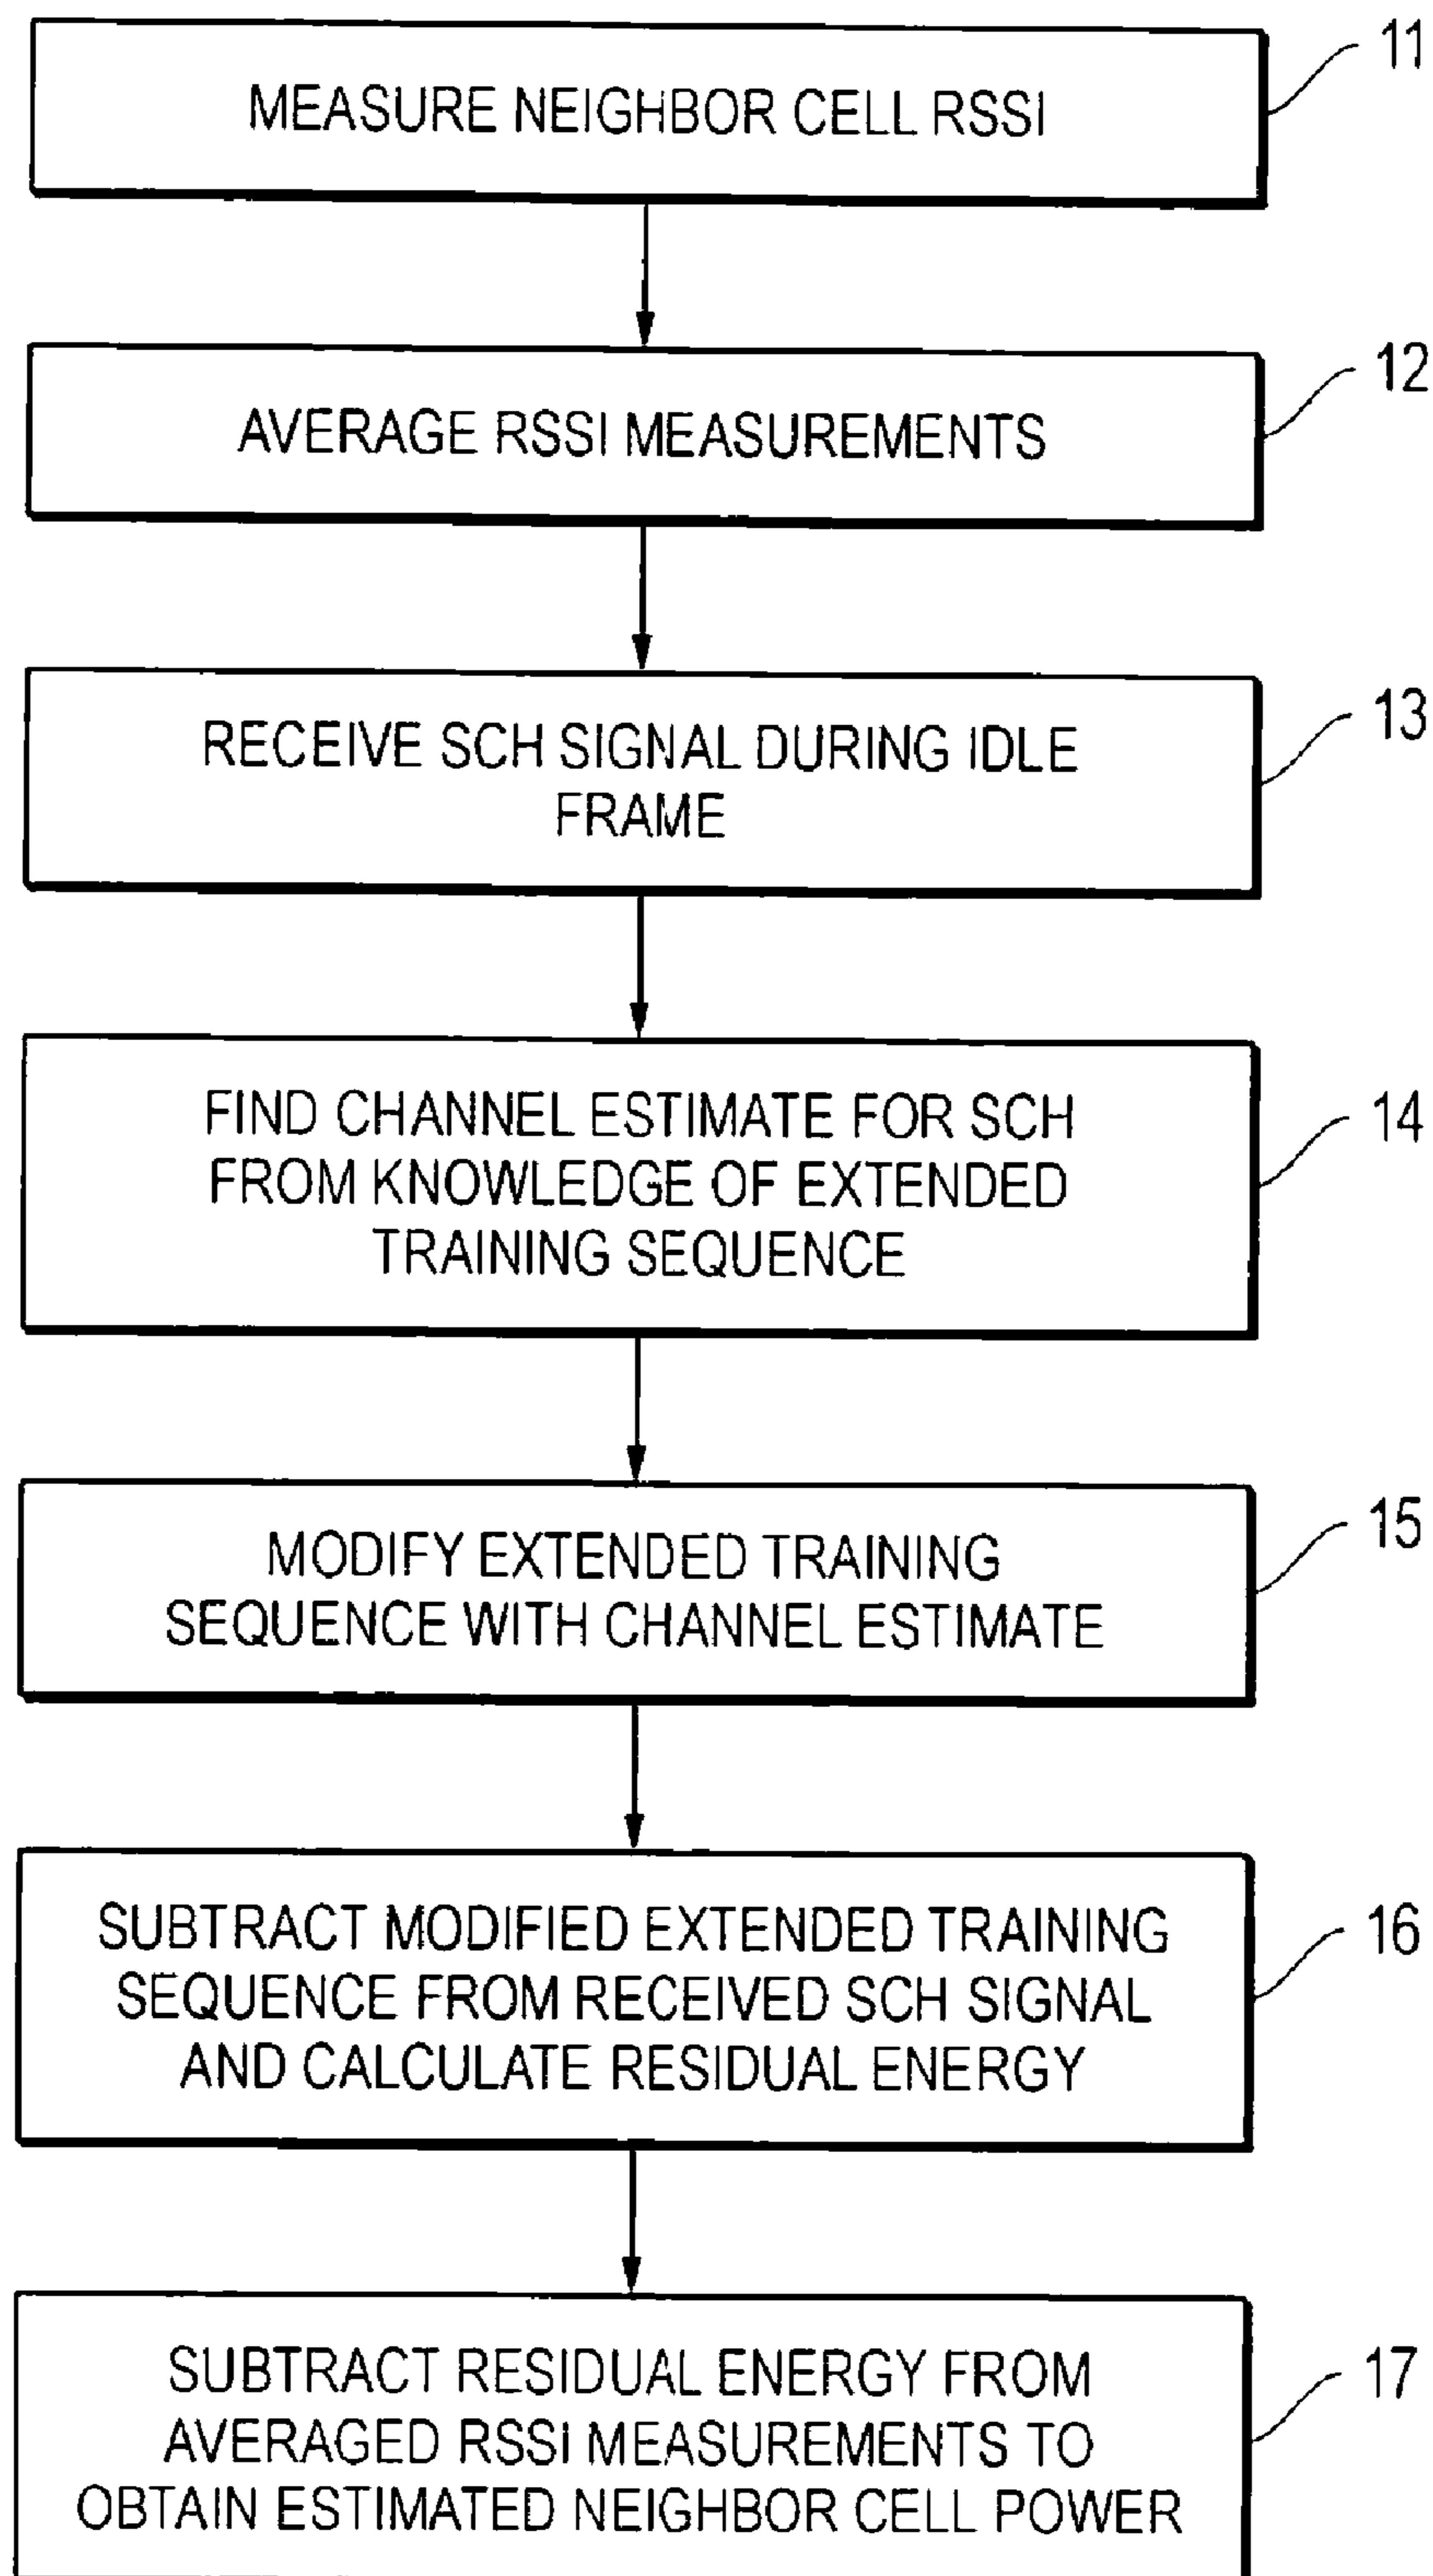 11
MEASURE NEIGHBOR CELL RSSI
12
AVERAGE RSSI MEASUREMENTS
13
RECEIVE SCH SIGNAL DURING IDLE
FRAME
14
FIND CHANNEL ESTIMATE FOR SCH
FROM KNOWLEDGE OF EXTENDED
TRAINING SEQUENCE
15
MODIFY EXTENDED TRAINING
SEQUENCE WITH CHANNEL ESTIMATE
16
SUBTRACT MODIFIED EXTENDED TRAINING
SEQUENCE FROM RECEIVED SCH SIGNAL
AND CALCULATE RESIDUAL ENERGY
17
SUBTRACT RESIDUAL ENERGY FROM
AVERAGED RSSI MEASUREMENTS TO
OBTAIN ESTIMATED NEIGHBOR CELL POWER